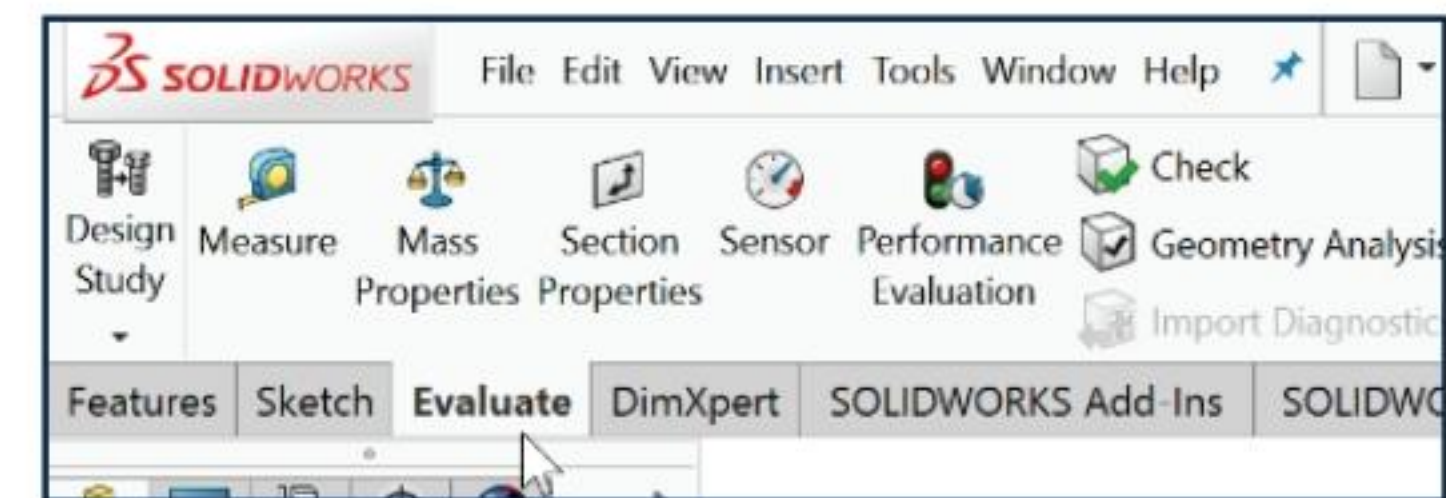 SOLIDWORKS File Edit View Insert Tools Window Help
Check
Design Measure Mass Section Sensor Performance Geometry Analysis
Study Properties Properties Evaluation Import Diagnostic
Features Sketch Evaluate DimXpert SOLIDWORKS Add-Ins SOLIDWO